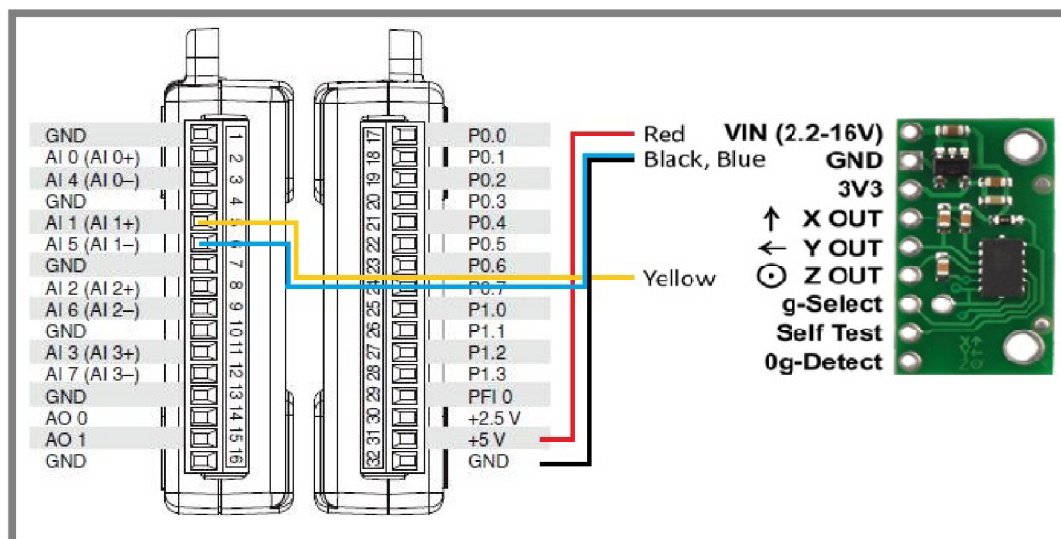 GND
AI 0 (AI 0+)
AI 4 (AI 0–)
GND
AI 1 (AI 1+)
AI 5 (AI 1–)
GND
AI 2 (AI 2+)
AI 6 (AI 2–)
GND
AI 3 (AI 3+)
AI 7 (AI 3–)
GND
AO 0
AO 1
GND
1
2
3
4
5
6
7
8
9
10
11
12
13
14
15
16
17
18
19
20
21
22
23
24
25
26
27
28
29
30
31
32
P0.0
P0.1
P0.2
P0.3
P0.4
P0.5
P0.6
P0.7
P1.0
P1.1
P1.2
P1.3
PFI 0
+2.5 V
+5 V
GND
Red
Black, Blue
Yellow
VIN (2.2-16V)
GND
3V3
↑ X OUT
← Y OUT
⊙ Z OUT
g-Select
Self Test
0g-Detect
X↑
Y←
Z⊙